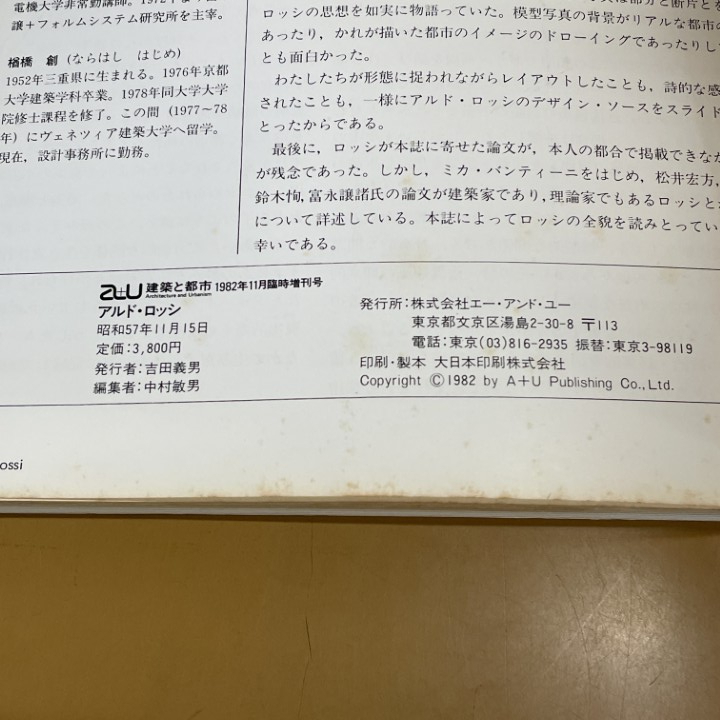 電機大学非常勤講師。1972年より富
譲＋フォルムシステム研究所を主宰。
楢橋 創（ならはし はじめ）
1952年三重県に生まれる。1976年京都
大学建築学科卒業。1978年同大学大学
院修士課程を修了。この間（1977〜78
年）にヴェネツィア建築大学へ留学。
現在，設計事務所に勤務。
ロッシの思想を如実に物語っていた。模型写真の背景がリアルな都市の
あったり，かれが描いた都市のイメージのドローイングであったりし
とも面白かった。
わたしたちが形態に捉われながらレイアウトしたことも，詩的な感
されたことも，一様にアルド・ロッシのデザイン・ソースをスライド
とったからである。
最後に，ロッシが本誌に寄せた論文が，本人の都合で掲載できな
が残念であった。しかし，ミカ・バンティーニをはじめ，松井宏方，
鈴木恂，富永譲諸氏の論文が建築家であり，理論家でもあるロッシと
について詳述している。本誌によってロッシの全貌を読みとってい
幸いである。
a+u 建築と都市 1982年11月臨時増刊号
Architecture and Urbanism
アルド・ロッシ
昭和57年11月15日
定価：3,800円
発行者：吉田義男
編集者：中村敏男
発行所：株式会社エー・アンド・ユー
東京都文京区湯島2-30-8 〒113
電話：東京(03)816-2935 振替：東京3-98119
印刷・製本 大日本印刷株式会社
Copyright Ⓒ1982 by A+U Publishing Co., Ltd.
ossi